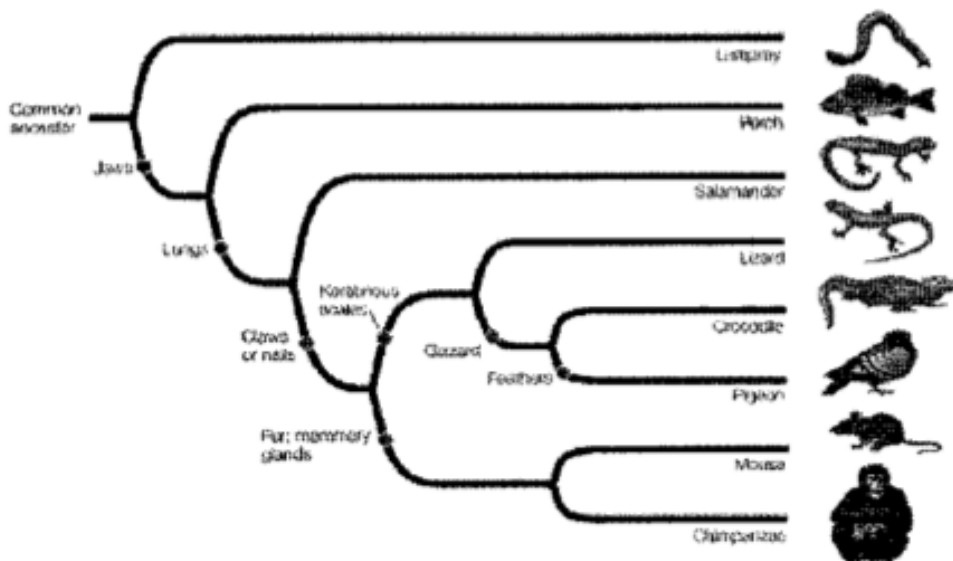 Lamprey
Common
ancestor
Perch
Jaws
Salamander
Lungs
Lizard
Keratinous
scales
Crocodile
Claws
or nails
Gizzard
Feathers
Pigeon
Fur; mammary
glands
Mouse
Chimpanzee